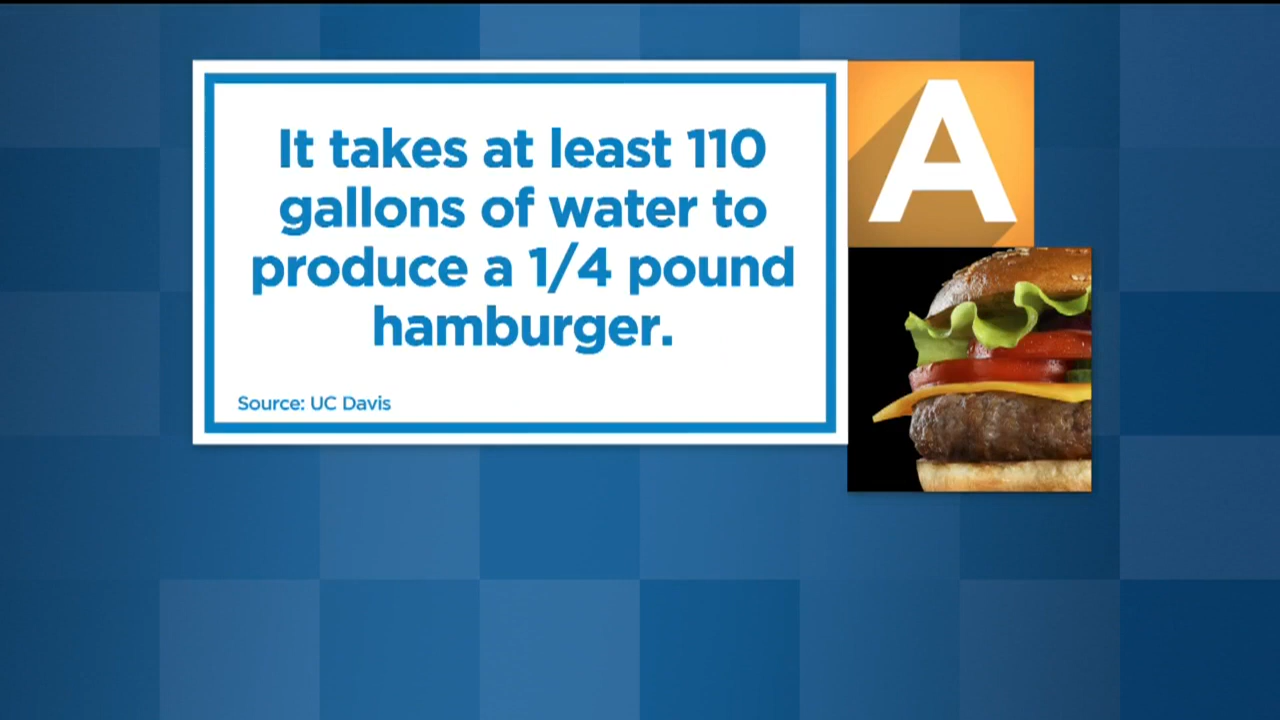 It takes at least 110
gallons of water to
produce a 1/4 pound
hamburger.
Source: UC Davis
A